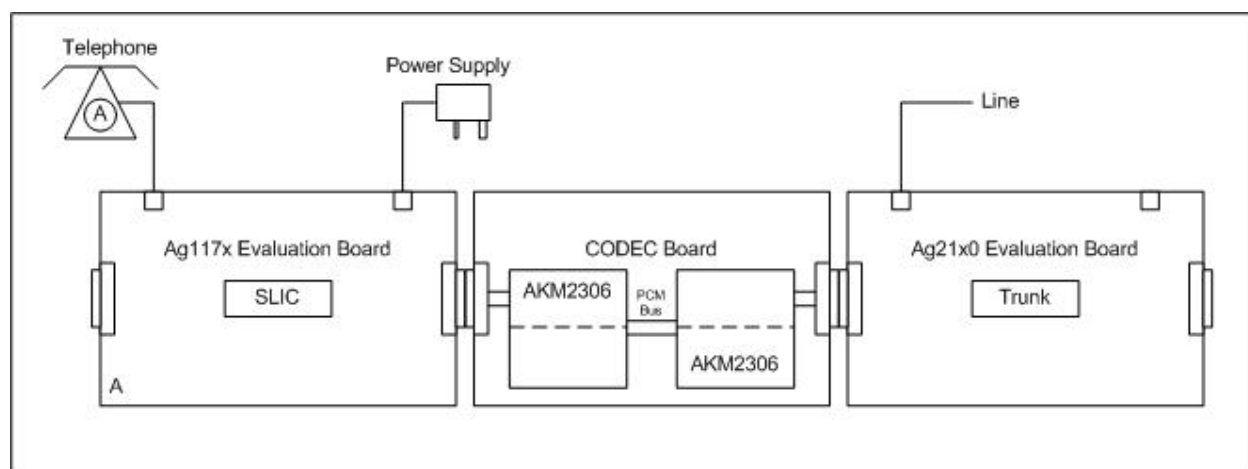 Telephone
A
Power Supply
Line
Ag117x Evaluation Board
SLIC
A
CODEC Board
AKM2306
PCM
Bus
AKM2306
Ag21x0 Evaluation Board
Trunk